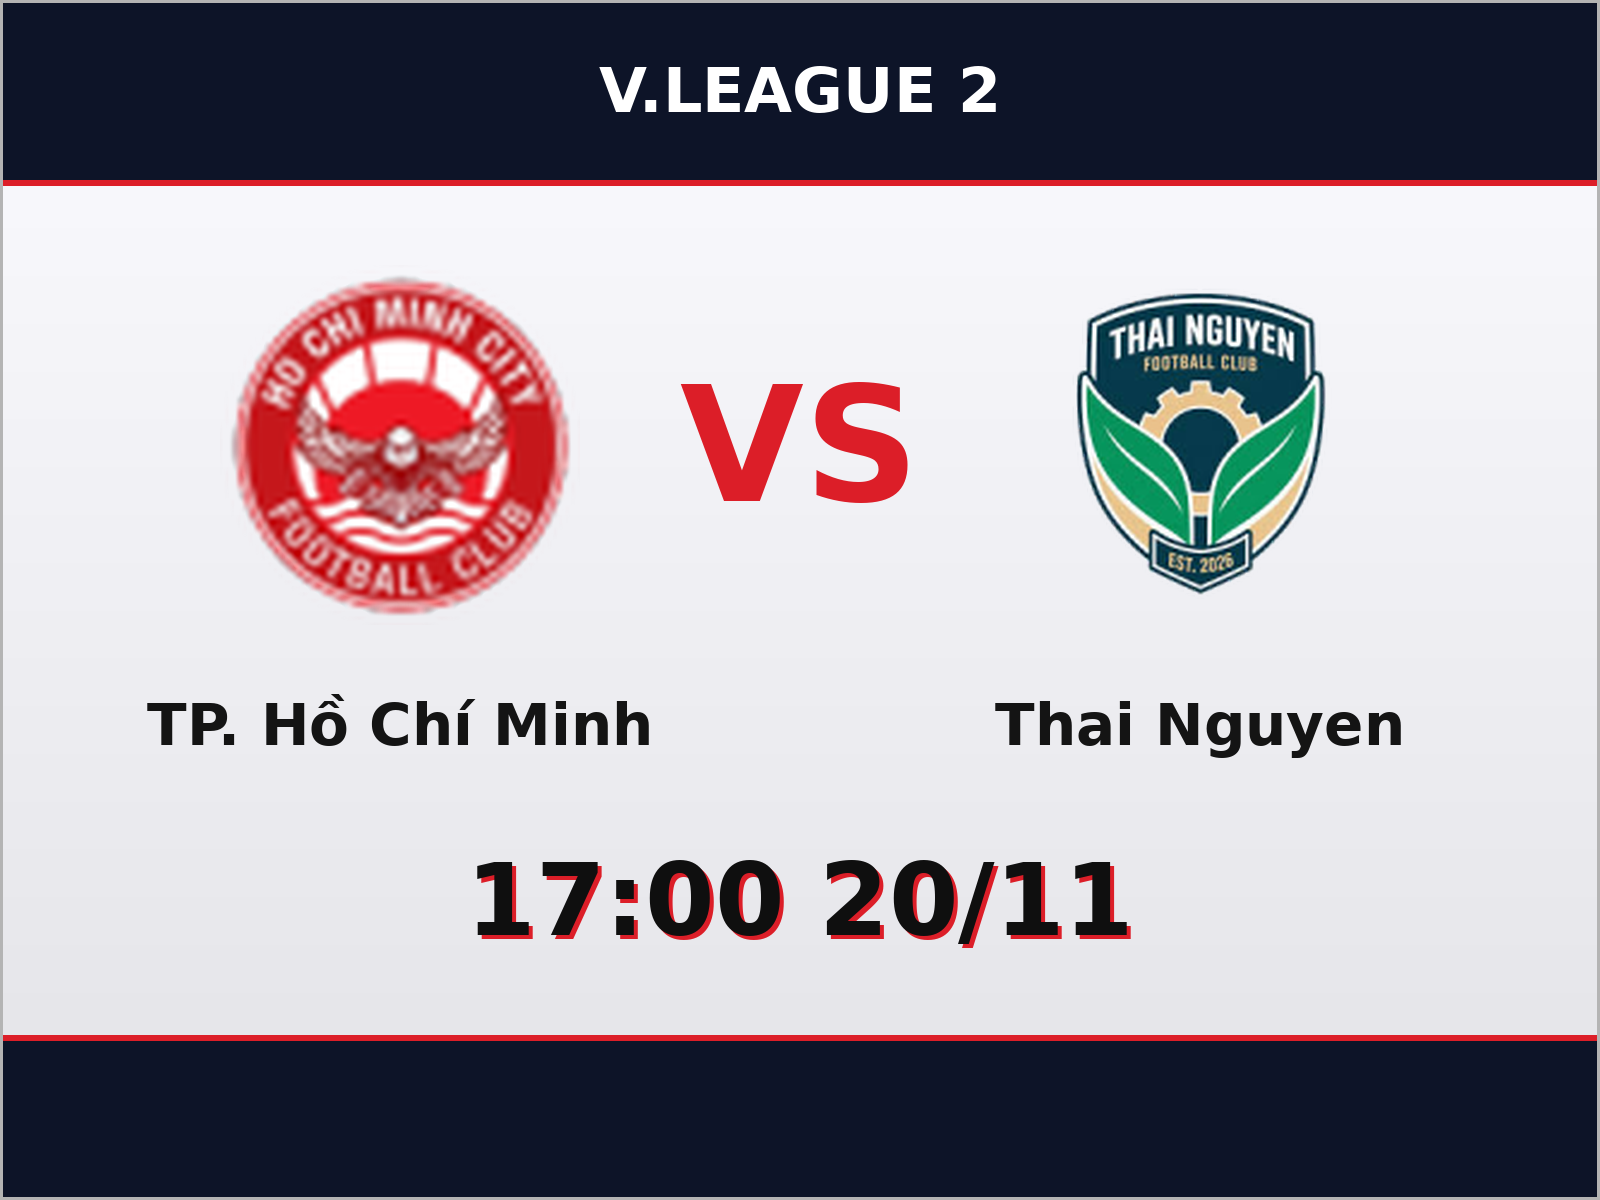 V.LEAGUE 2
HO CHI MINH CITY
FOOTBALL CLUB
VS
THAI NGUYEN
FOOTBALL CLUB
EST. 2026
TP. Hồ Chí Minh
Thai Nguyen
17:00 20/11